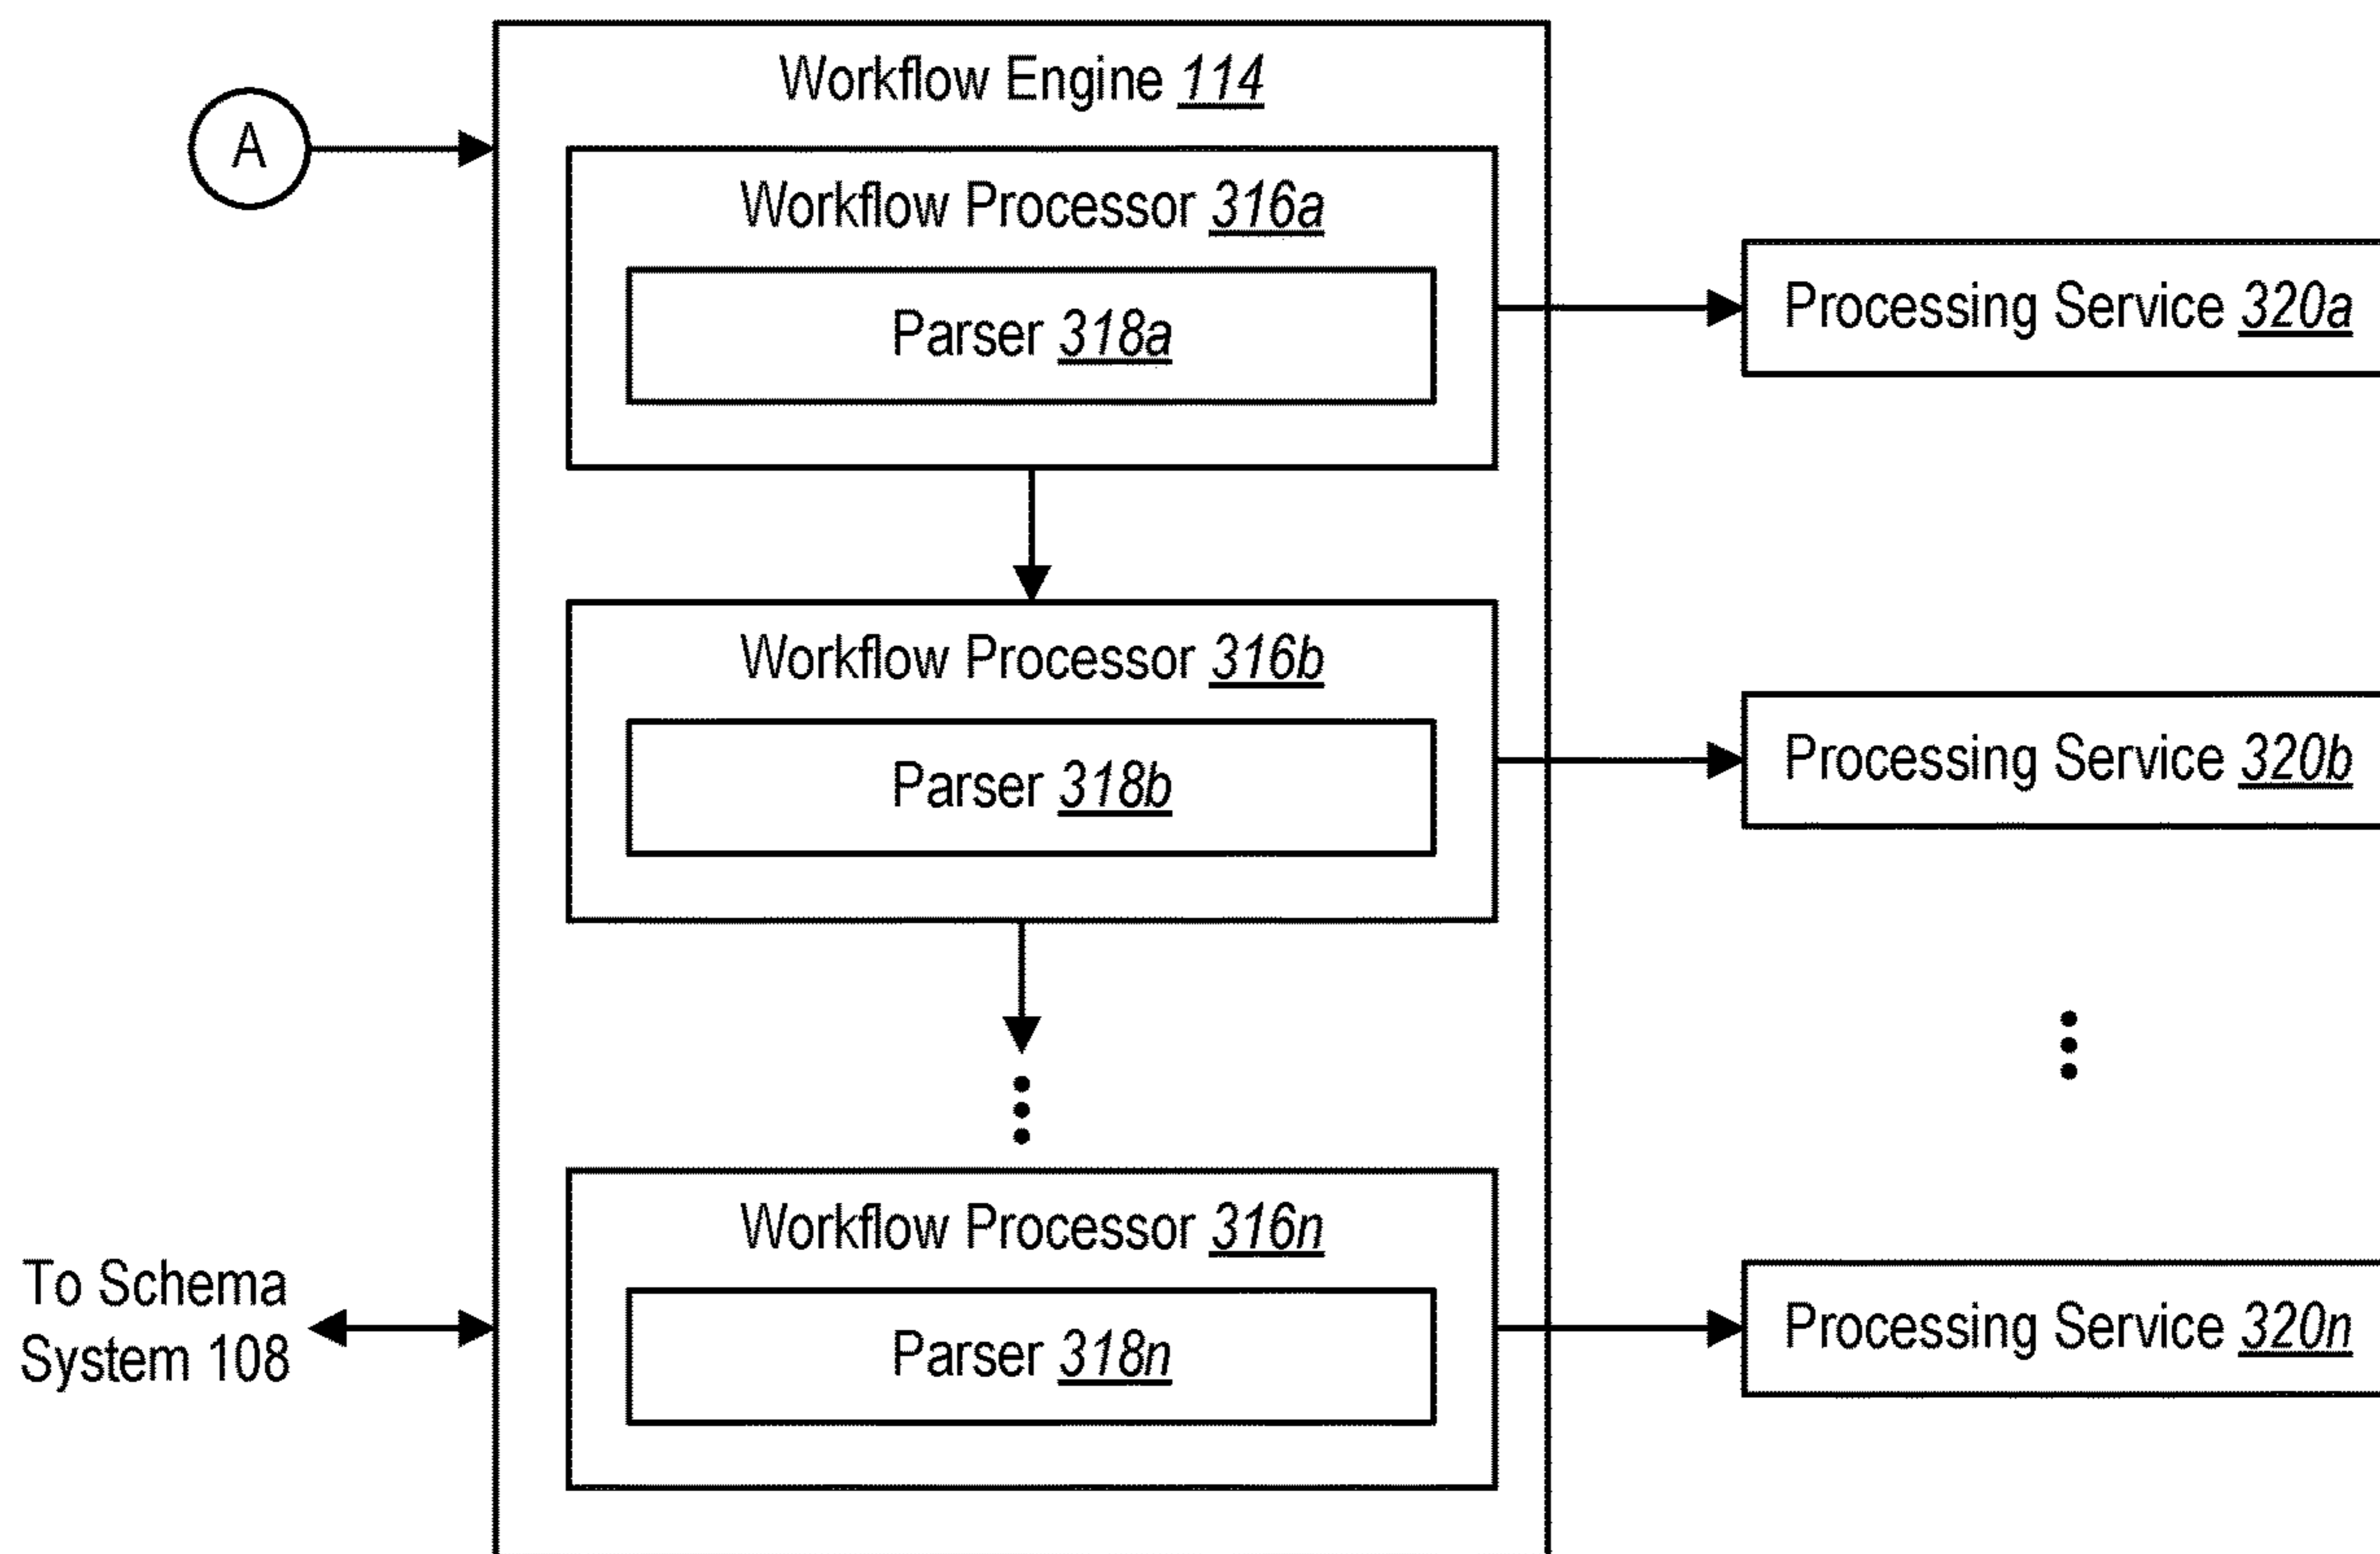 Workflow Engine 114
A
Workflow Processor 316a
Parser 318a
Processing Service 320a
Workflow Processor 316b
Parser 318b
Processing Service 320b
Workflow Processor 316n
Parser 318n
Processing Service 320n
To Schema
System 108